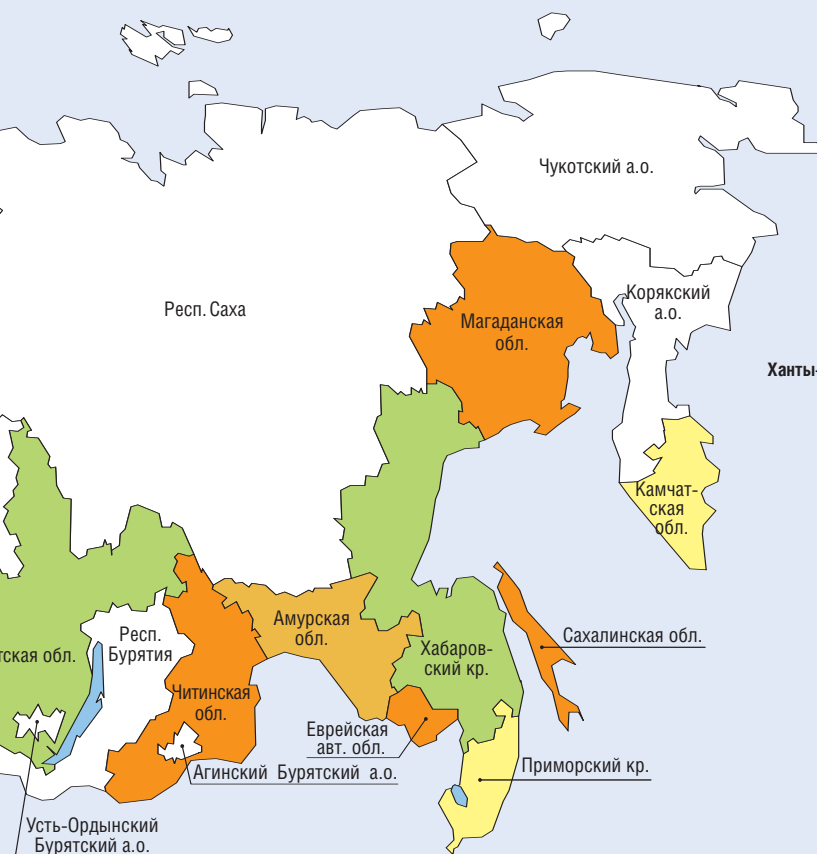 Чукотский а.о.
Респ. Саха
Корякский
а.о.
Магаданская
обл.
Ханты-
Камчат-
ская
обл.
Амурская
обл.
Респ.
Бурятия
тская обл.
Хабаров-
ский кр.
Сахалинская обл.
Читинская
обл.
Еврейская
авт. обл.
Агинский Бурятский а.о.
Приморский кр.
Усть-Ордынский
Бурятский а.о.